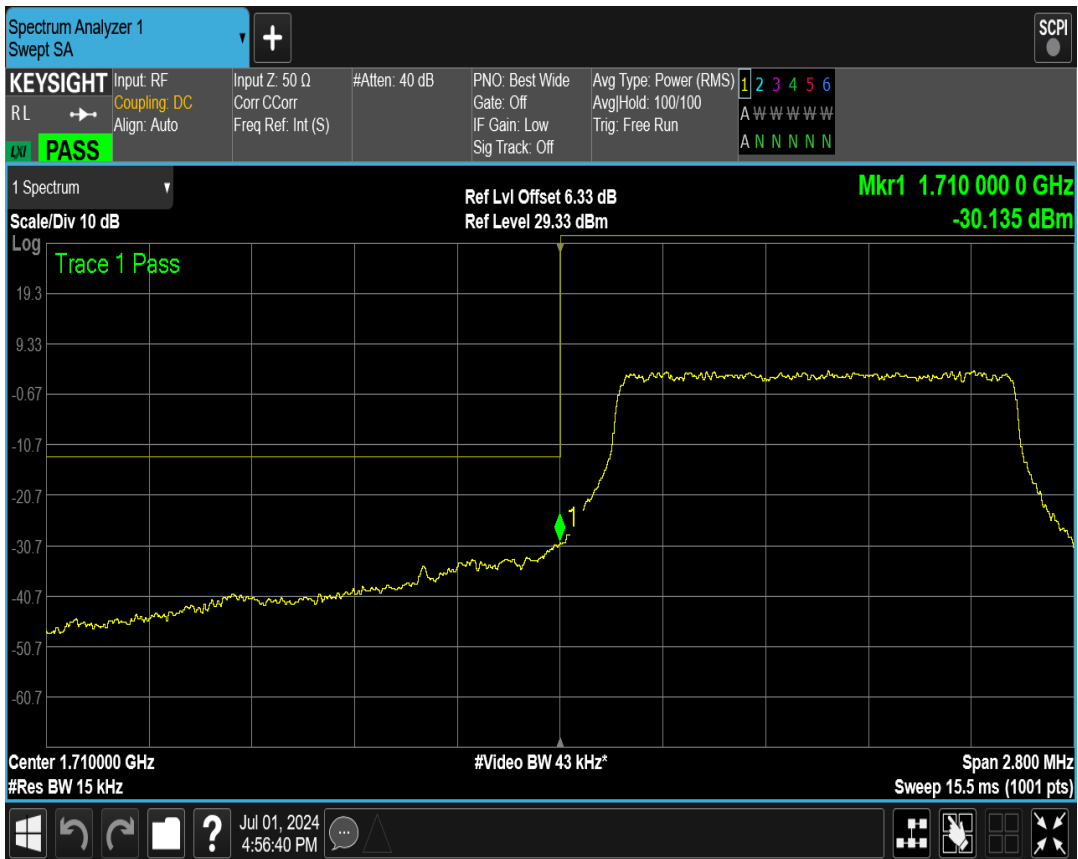 Spectrum Analyzer 1
Swept SA
SCPI
KEYSIGHT
R L
LXI PASS
Input: RF
Coupling: DC
Align: Auto
Input Z: 50 Ω
Corr CCorr
Freq Ref: Int (S)
#Atten: 40 dB
PNO: Best Wide
Gate: Off
IF Gain: Low
Sig Track: Off
Avg Type: Power (RMS)
Avg|Hold: 100/100
Trig: Free Run
1 2 3 4 5 6
A W W W W W
A N N N N N
1 Spectrum
Scale/Div 10 dB
Ref Lvl Offset 6.33 dB
Ref Level 29.33 dBm
Mkr1 1.710 000 0 GHz
-30.135 dBm
Log
Trace 1 Pass
19.3
9.33
-0.67
-10.7
-20.7
1
-30.7
-40.7
-50.7
-60.7
Center 1.710000 GHz
#Video BW 43 kHz*
Span 2.800 MHz
#Res BW 15 kHz
Sweep 15.5 ms (1001 pts)
?
Jul 01, 2024
4:56:40 PM